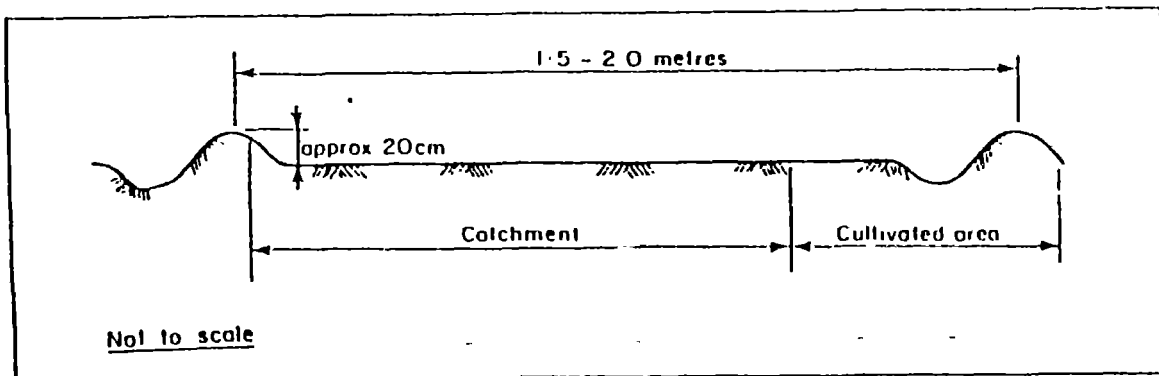 1·5 - 2 0 metres
approx 20cm
Catchment
Cultivated area
Not to scale